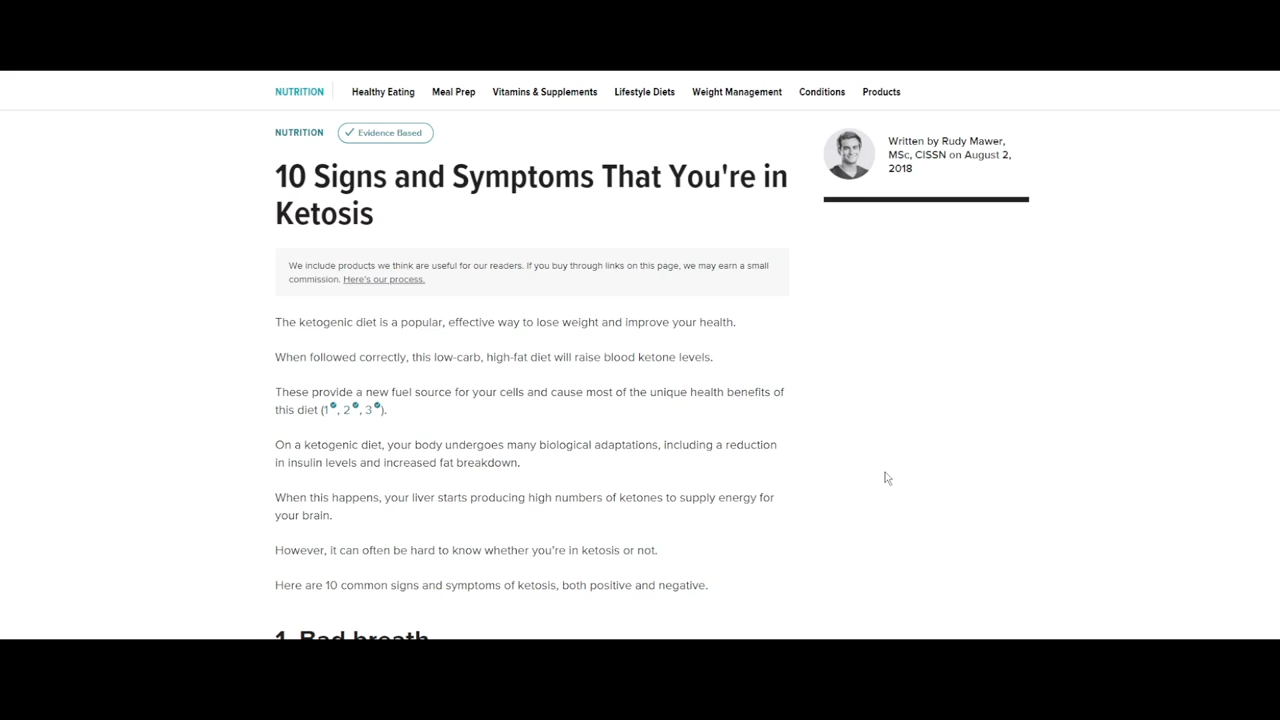 NUTRITION Healthy Eating Meal Prep Vitamins & Supplements Lifestyle Diets Weight Management Conditions Products
NUTRITION Evidence Based
10 Signs and Symptoms That You're in
Ketosis
Written by Rudy Mawer,
MSc, CISSN on August 2,
2018
We include products we think are useful for our readers. If you buy through links on this page, we may earn a small
commission. Here's our process.
The ketogenic diet is a popular, effective way to lose weight and improve your health.
When followed correctly, this low-carb, high-fat diet will raise blood ketone levels.
These provide a new fuel source for your cells and cause most of the unique health benefits of
this diet (1, 2, 3).
On a ketogenic diet, your body undergoes many biological adaptations, including a reduction
in insulin levels and increased fat breakdown.
When this happens, your liver starts producing high numbers of ketones to supply energy for
your brain.
However, it can often be hard to know whether you're in ketosis or not.
Here are 10 common signs and symptoms of ketosis, both positive and negative.
1. Bad breath